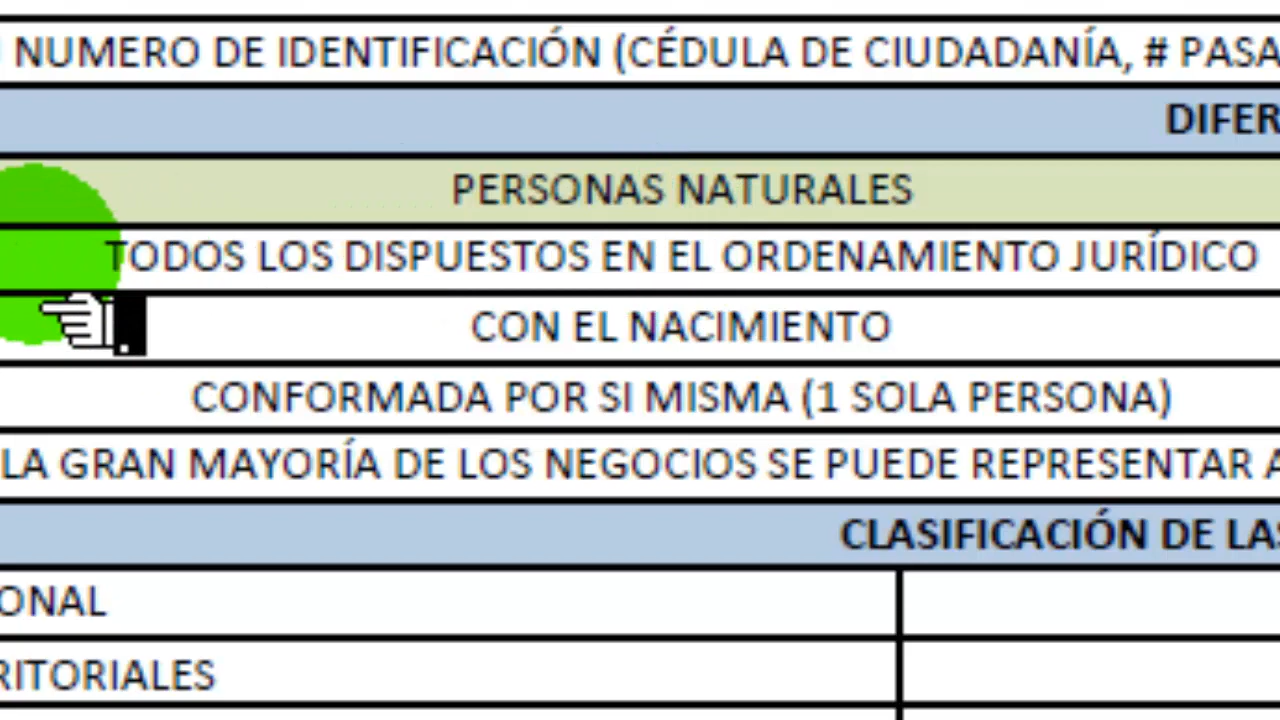 NUMERO DE IDENTIFICACIÓN (CÉDULA DE CIUDADANÍA, # PASA
DIFER
PERSONAS NATURALES
TODOS LOS DISPUESTOS EN EL ORDENAMIENTO JURÍDICO
CON EL NACIMIENTO
CONFORMADA POR SI MISMA (1 SOLA PERSONA)
LA GRAN MAYORÍA DE LOS NEGOCIOS SE PUEDE REPRESENTAR A
CLASIFICACIÓN DE LAS
ONAL
RITORIALES